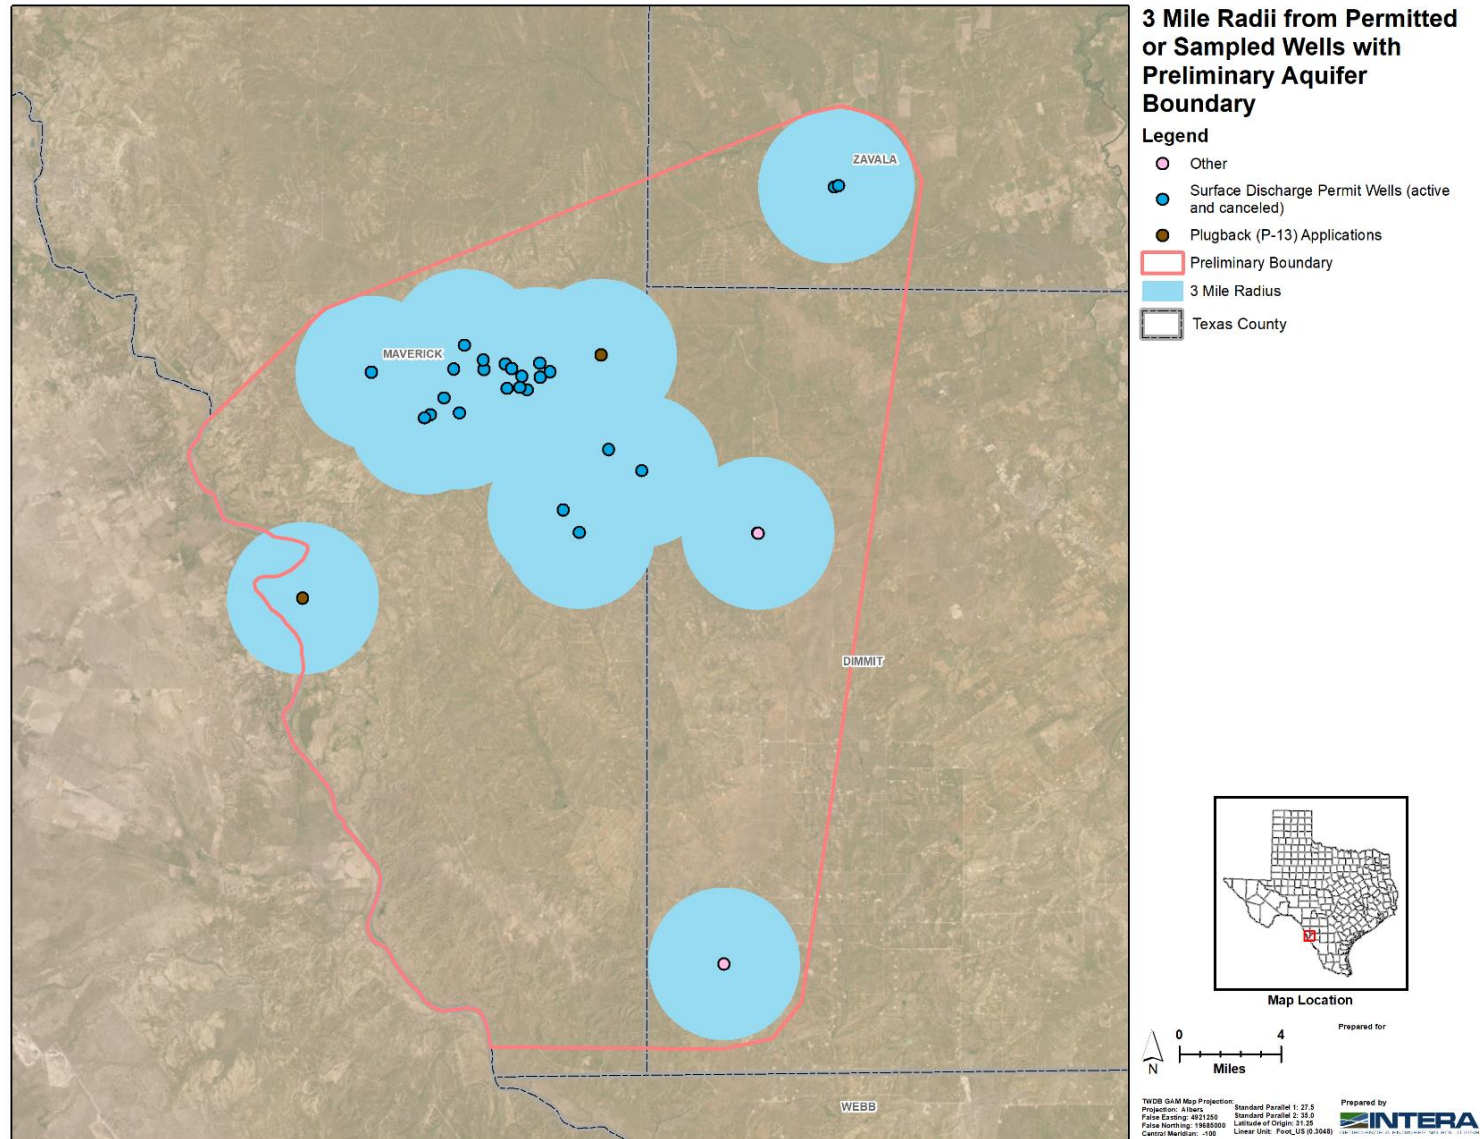 3 Mile Radii from Permitted
or Sampled Wells with
Preliminary Aquifer
Boundary
Legend
Other
Surface Discharge Permit Wells (active
and canceled)
Plugback (P-13) Applications
Preliminary Boundary
3 Mile Radius
Texas County
ZAVALA
MAVERICK
DIMMIT
WEBB
Map Location
N
0 4
Miles
Prepared for
TWDB GAM Map Projection:
Projection: Albers
False Easting: 4921250
False Northing: 19685000
Central Meridian: -100
Standard Parallel 1: 27.5
Standard Parallel 2: 35.0
Latitude of Origin: 31.25
Linear Unit: Foot_US (0.3048)
Prepared by
INTERA